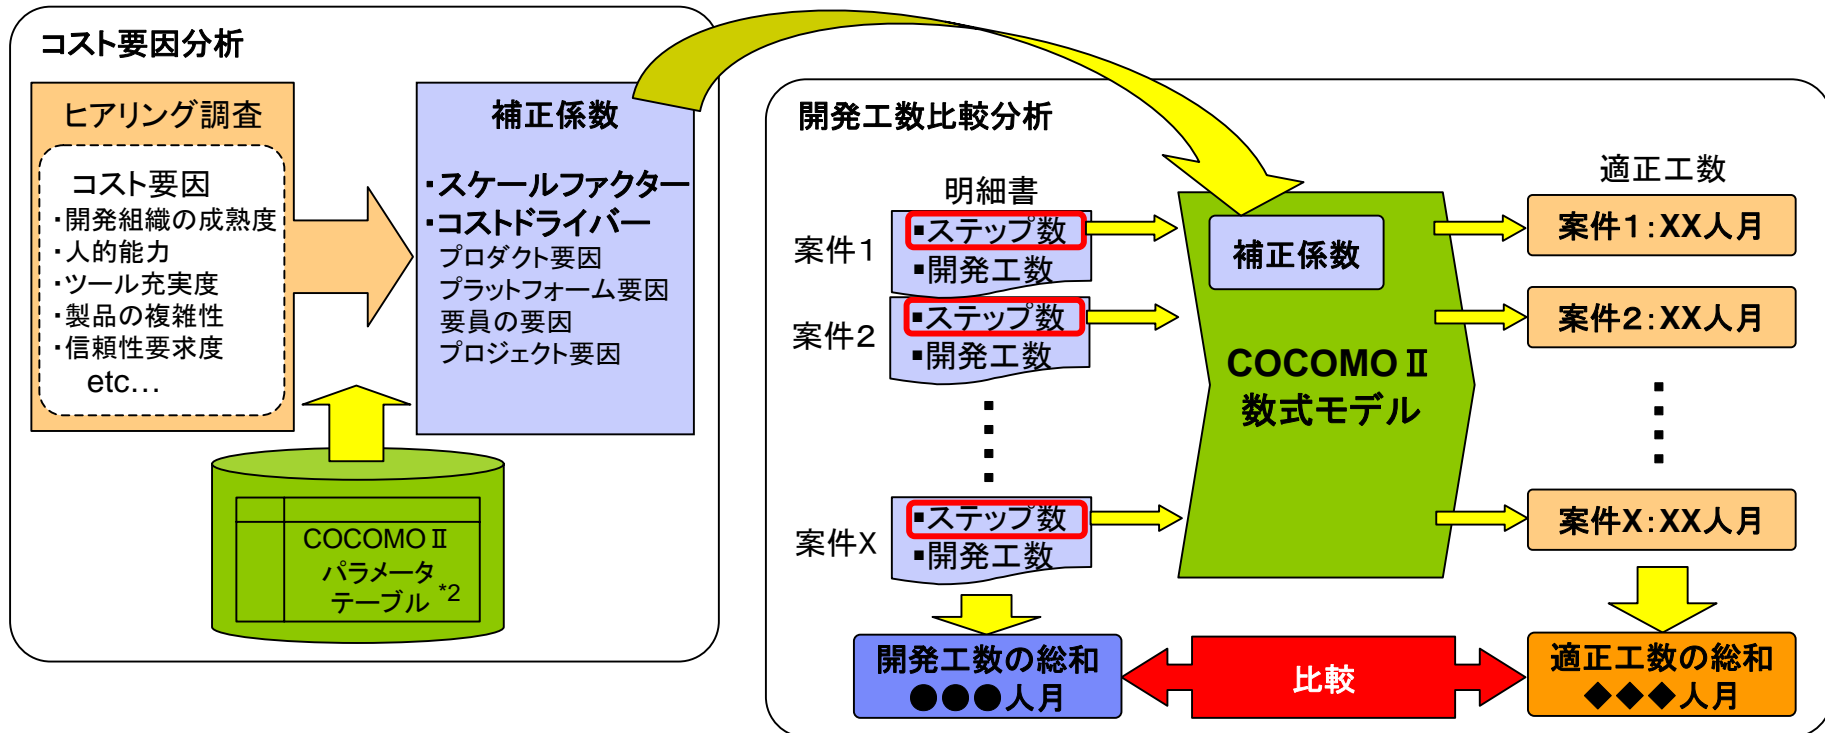 コスト要因分析
ヒアリング調査
コスト要因
・開発組織の成熟度
・人的能力
・ツール充実度
・製品の複雑性
・信頼性要求度
etc…
補正係数
・スケールファクター
・コストドライバー
プロダクト要因
プラットフォーム要因
要員の要因
プロジェクト要因
COCOMOⅡ
パラメータ
テーブル *2
開発工数比較分析
明細書
適正工数
案件1
▪ステップ数
▪開発工数
案件2
▪ステップ数
▪開発工数
案件X
▪ステップ数
▪開発工数
補正係数
COCOMOⅡ
数式モデル
案件1:XX人月
案件2:XX人月
案件X:XX人月
開発工数の総和
●●●人月
比較
適正工数の総和
◆◆◆人月